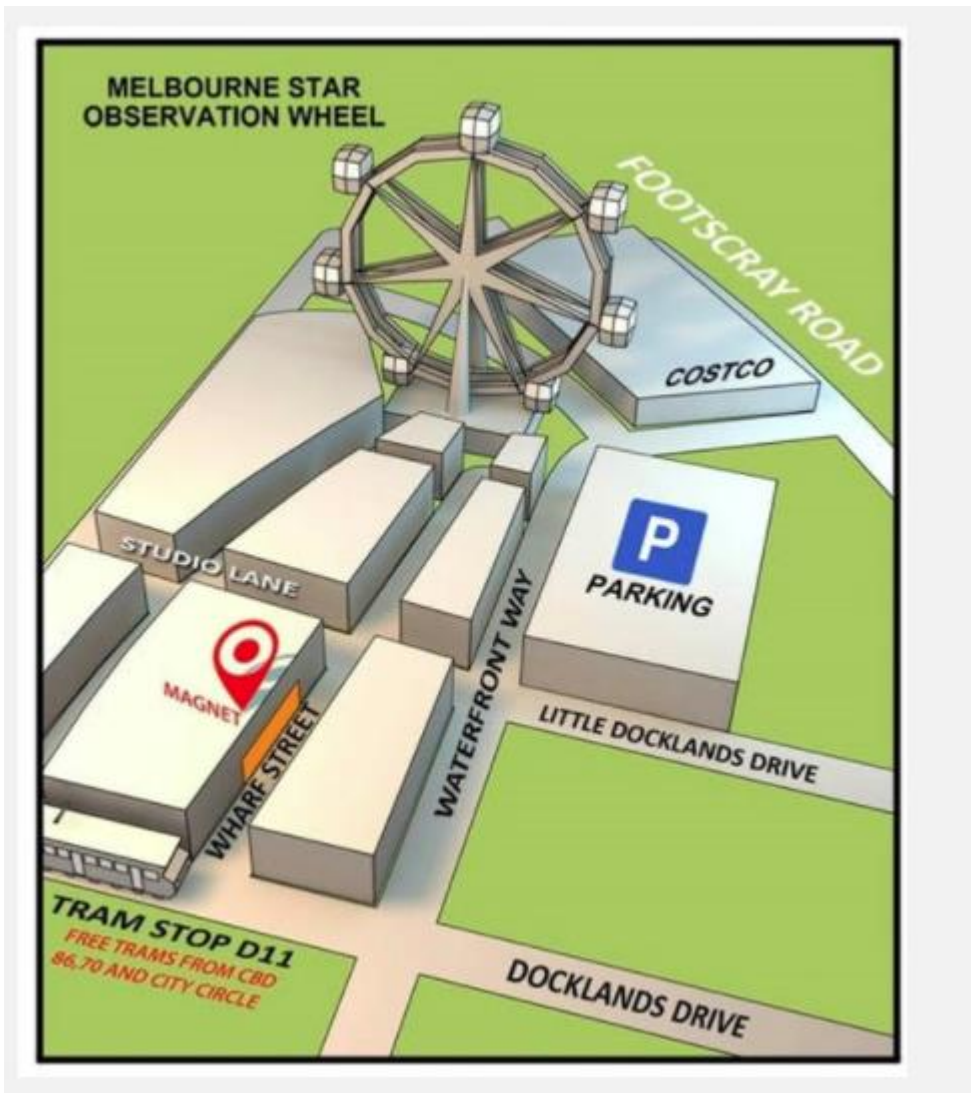 MELBOURNE STAR
OBSERVATION WHEEL
FOOTSCRAY ROAD
COSTCO
P
PARKING
STUDIO LANE
MAGNET
WHARF STREET
WATERFRONT WAY
LITTLE DOCKLANDS DRIVE
TRAM STOP D11
FREE TRAMS FROM CBD
86,70 AND CITY CIRCLE
DOCKLANDS DRIVE